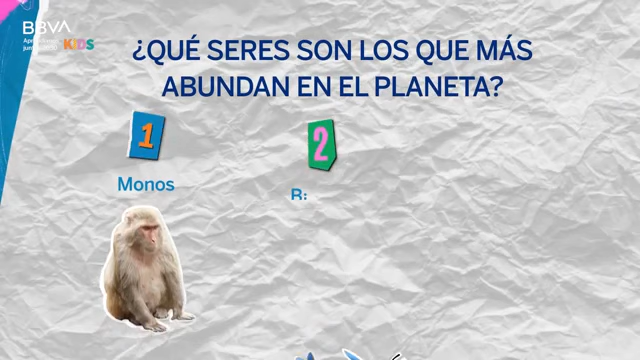 BBVA
KIDS
¿QUÉ SERES SON LOS QUE MÁS
ABUNDAN EN EL PLANETA?
1
2
Monos